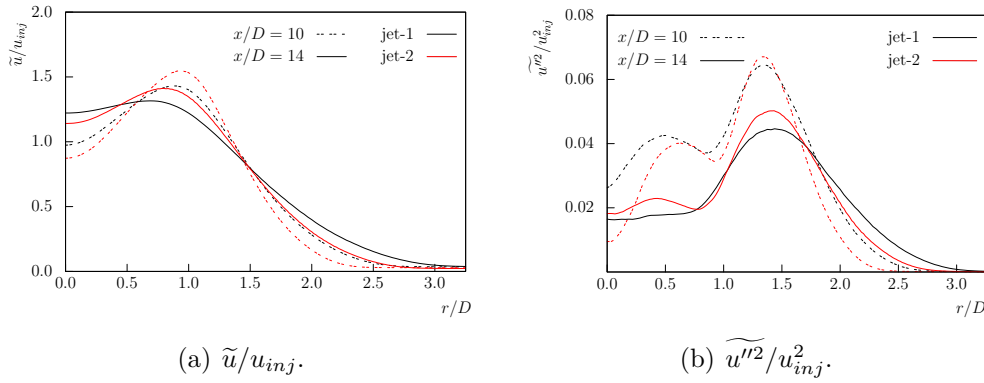 ũ/u_inj
x/D = 10
x/D = 14
jet-1
jet-2
2.0
1.5
1.0
0.5
0.0
0.0 0.5 1.0 1.5 2.0 2.5 3.0
r/D
(a) ũ/u_inj.
u''²~/u²_inj
x/D = 10
x/D = 14
jet-1
jet-2
0.08
0.06
0.04
0.02
0.0 0.5 1.0 1.5 2.0 2.5 3.0
r/D
(b) u''²~/u²_inj.